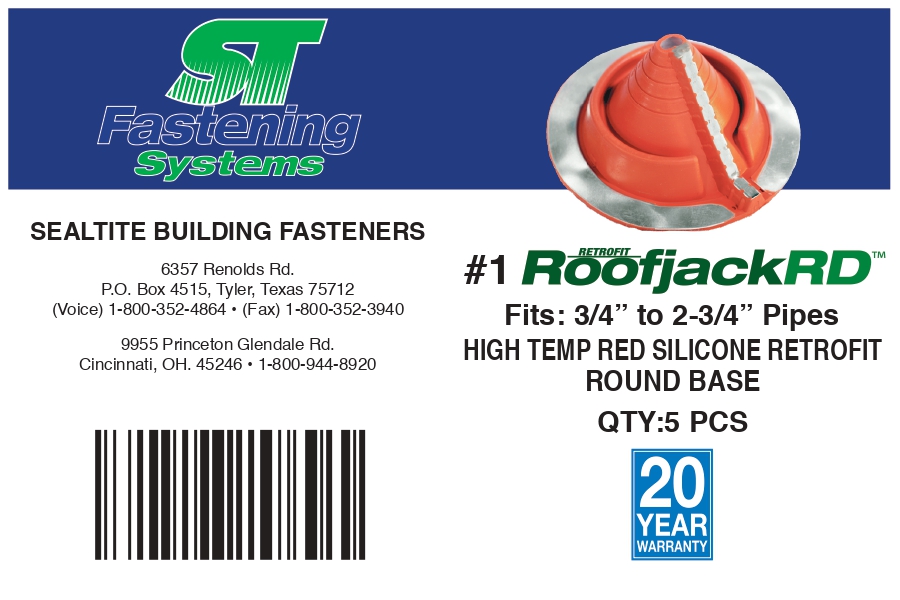 ST
Fastening
Systems
SEALTITE BUILDING FASTENERS
6357 Renolds Rd.
P.O. Box 4515, Tyler, Texas 75712
(Voice) 1-800-352-4864 • (Fax) 1-800-352-3940
9955 Princeton Glendale Rd.
Cincinnati, OH. 45246 • 1-800-944-8920
RETROFIT
#1 RoofjackRD™
Fits: 3/4” to 2-3/4” Pipes
HIGH TEMP RED SILICONE RETROFIT
ROUND BASE
QTY:5 PCS
20
YEAR
WARRANTY